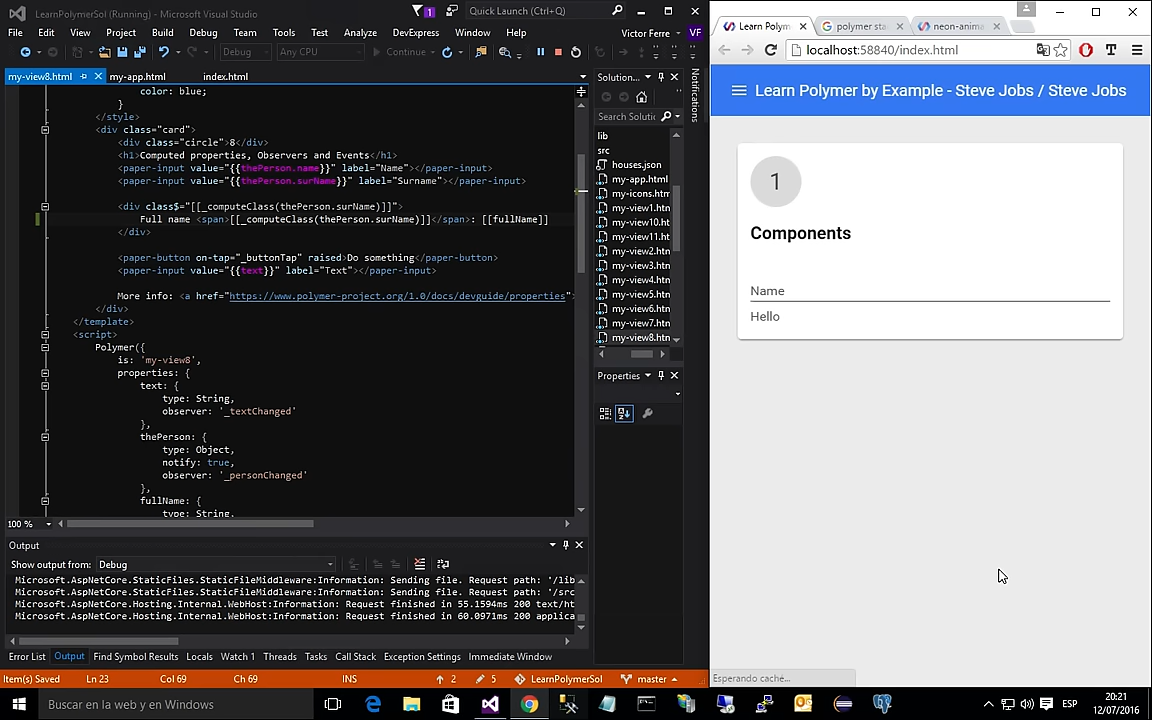 LearnPolymerSol (Running) - Microsoft Visual Studio
1
Quick Launch (Ctrl+Q)
File Edit View Project Build Debug Team Tools Test Analyze DevExpress Window Help Victor Ferre VF
Debug Any CPU Continue
my-view8.html my-app.html index.html
color: blue;
}
</style>
<div class="card">
<div class="circle">8</div>
<h1>Computed properties, Observers and Events</h1>
<paper-input value="{{thePerson.name}}" label="Name"></paper-input>
<paper-input value="{{thePerson.surName}}" label="Surname"></paper-input>
<div class$="[[_computeClass(thePerson.surName)]]">
Full name <span>[[_computeClass(thePerson.surName)]]</span>: [[fullName]]
</div>
<paper-button on-tap="_buttonTap" raised>Do something</paper-button>
<paper-input value="{{text}}" label="Text"></paper-input>
More info: <a href="https://www.polymer-project.org/1.0/docs/devguide/properties"
</div>
</template>
<script>
Polymer({
is: 'my-view8',
properties: {
text: {
type: String,
observer: '_textChanged'
},
thePerson: {
type: Object,
notify: true,
observer: '_personChanged'
},
fullName: {
type: String,
100 %
Solution...
Search Solutic
lib
src
houses.json
my-app.html
my-icons.htm
my-view1.htn
my-view10.ht
my-view11.ht
my-view2.htn
my-view3.htn
my-view4.htn
my-view5.htn
my-view6.htn
my-view7.htn
my-view8.htn
Properties
Notifications
Output
Show output from: Debug
Microsoft.AspNetCore.StaticFiles.StaticFileMiddleware:Information: Sending file. Request path: '/lib
Microsoft.AspNetCore.StaticFiles.StaticFileMiddleware:Information: Sending file. Request path: '/src
Microsoft.AspNetCore.Hosting.Internal.WebHost:Information: Request finished in 55.1594ms 200 text/ht
Microsoft.AspNetCore.Hosting.Internal.WebHost:Information: Request finished in 60.0971ms 200 applica
Error List Output Find Symbol Results Locals Watch 1 Threads Tasks Call Stack Exception Settings Immediate Window
Item(s) Saved Ln 23 Col 69 Ch 69 INS 2 5 LearnPolymerSol master
Learn Polym polymer sta neon-anime
localhost:58840/index.html
Learn Polymer by Example - Steve Jobs / Steve Jobs
1
Components
Name
Hello
Esperando caché...
Buscar en la web y en Windows
ESP
20:21
12/07/2016